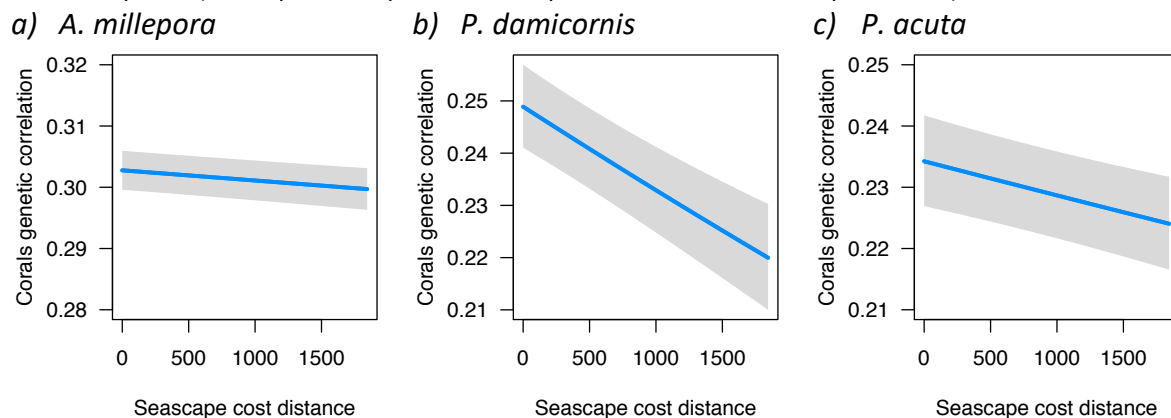 a) A. millepora
b) P. damicornis
c) P. acuta
Corals genetic correlation
0.32
0.31
0.30
0.29
0.28
0 500 1000 1500
Seascape cost distance
Corals genetic correlation
0.25
0.24
0.23
0.22
0.21
0 500 1000 1500
Seascape cost distance
Corals genetic correlation
0.25
0.24
0.23
0.22
0.21
0 500 1000 1500
Seascape cost distance